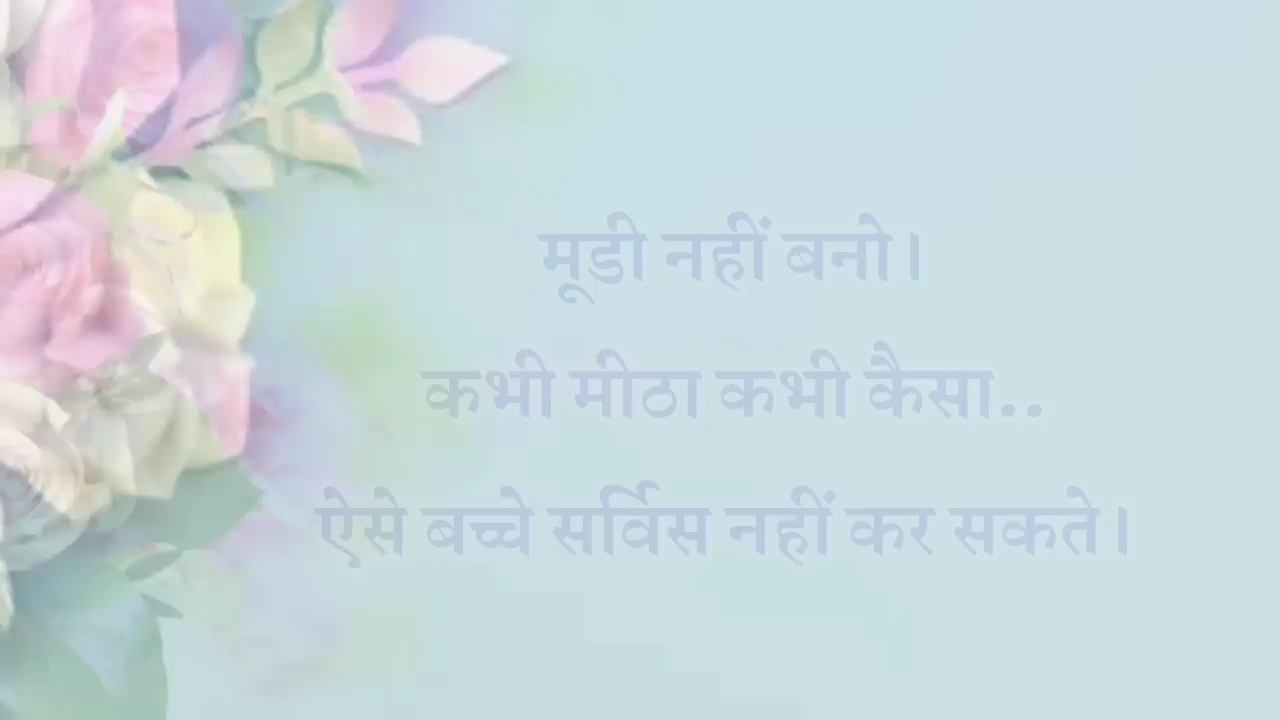 मूडी नहीं बनो।
कभी मीठा कभी कैसा..
ऐसे बच्चे सर्विस नहीं कर सकते।